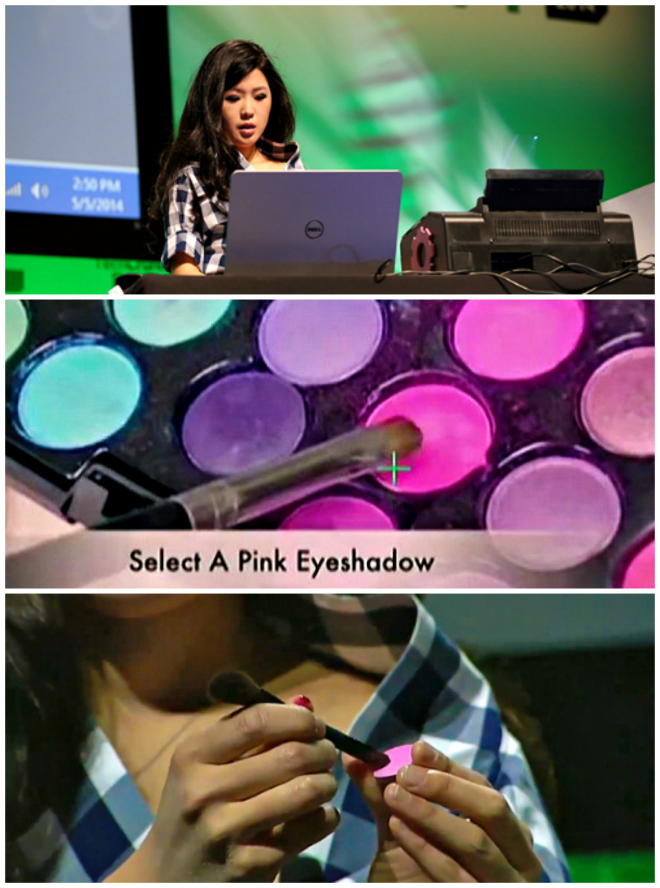 2:50 PM
5/5/2014
DELL
Select A Pink Eyeshadow